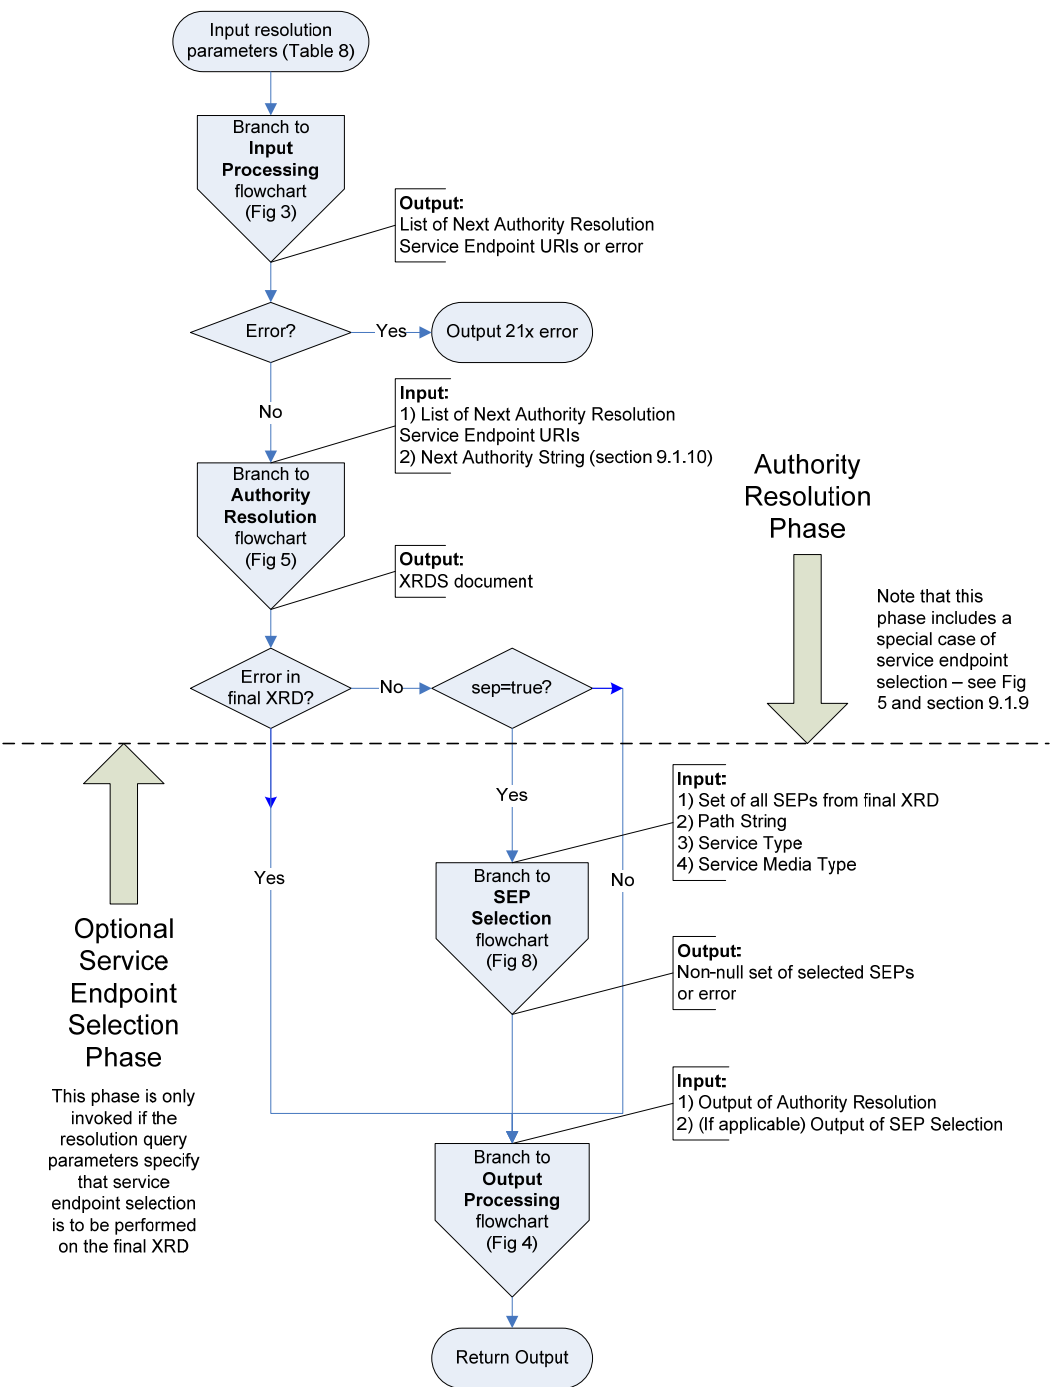 Input resolution
parameters (Table 8)
Branch to
Input
Processing
flowchart
(Fig 3)
Output:
List of Next Authority Resolution
Service Endpoint URIs or error
Error?
Yes
Output 21x error
No
Input:
1) List of Next Authority Resolution
Service Endpoint URIs
2) Next Authority String (section 9.1.10)
Branch to
Authority
Resolution
flowchart
(Fig 5)
Authority
Resolution
Phase
Output:
XRDS document
Note that this
phase includes a
special case of
service endpoint
selection – see Fig
5 and section 9.1.9
Error in
final XRD?
No
sep=true?
Yes
Input:
1) Set of all SEPs from final XRD
2) Path String
3) Service Type
4) Service Media Type
Yes
No
Branch to
SEP
Selection
flowchart
(Fig 8)
Optional
Service
Endpoint
Selection
Phase
Output:
Non-null set of selected SEPs
or error
This phase is only
invoked if the
resolution query
parameters specify
that service
endpoint selection
is to be performed
on the final XRD
Input:
1) Output of Authority Resolution
2) (If applicable) Output of SEP Selection
Branch to
Output
Processing
flowchart
(Fig 4)
Return Output